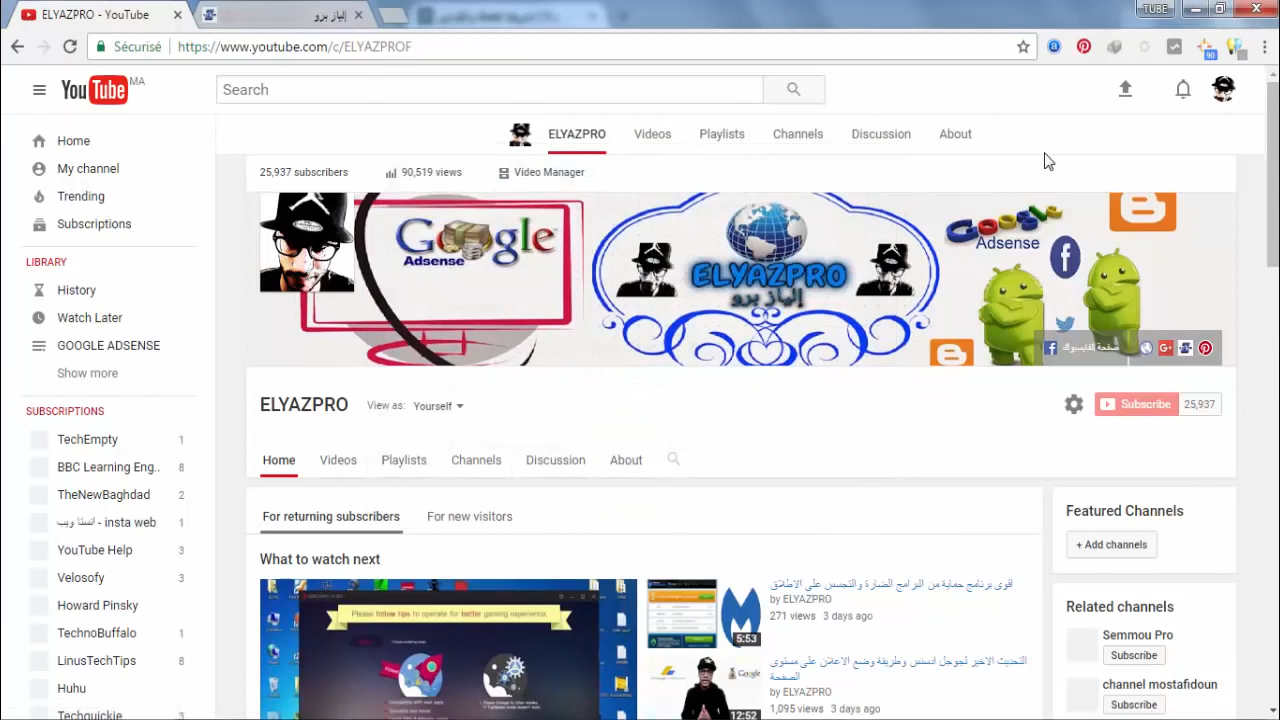 ELYAZPRO - YouTube
إلياز برو
TUBE
Sécurisé
https://www.youtube.com/c/ELYAZPROF
90
YouTube MA
Search
ELYAZPRO Videos Playlists Channels Discussion About
Home
My channel
Trending
Subscriptions
LIBRARY
History
Watch Later
GOOGLE ADSENSE
Show more
SUBSCRIPTIONS
TechEmpty 1
BBC Learning Eng.. 8
TheNewBaghdad 2
انستا ويب - insta web 1
YouTube Help 3
Velosofy 3
Howard Pinsky
TechnoBuffalo 1
LinusTechTips 8
Huhu
25,937 subscribers 90,519 views Video Manager
Google
Adsense
ELYAZPRO
إلياز برو
Google
Adsense
صفحة للفايسبوك
ELYAZPRO View as: Yourself
Subscribe 25,937
Home Videos Playlists Channels Discussion About
For returning subscribers For new visitors
What to watch next
Please follow tips to operate for better gaming experience.
5:53
اقوى برنامج حماية من البرامج الضارة والتجسس على الاطلاق
by ELYAZPRO
271 views 3 days ago
Google
12:52
التحديث الاخير لجوجل ادسنس وطريقة وضع الاعلان على مستوى
الصفحة
by ELYAZPRO
1,095 views 3 days ago
Featured Channels
+ Add channels
Related channels
Semmou Pro
Subscribe
channel mostafidoun
Subscribe